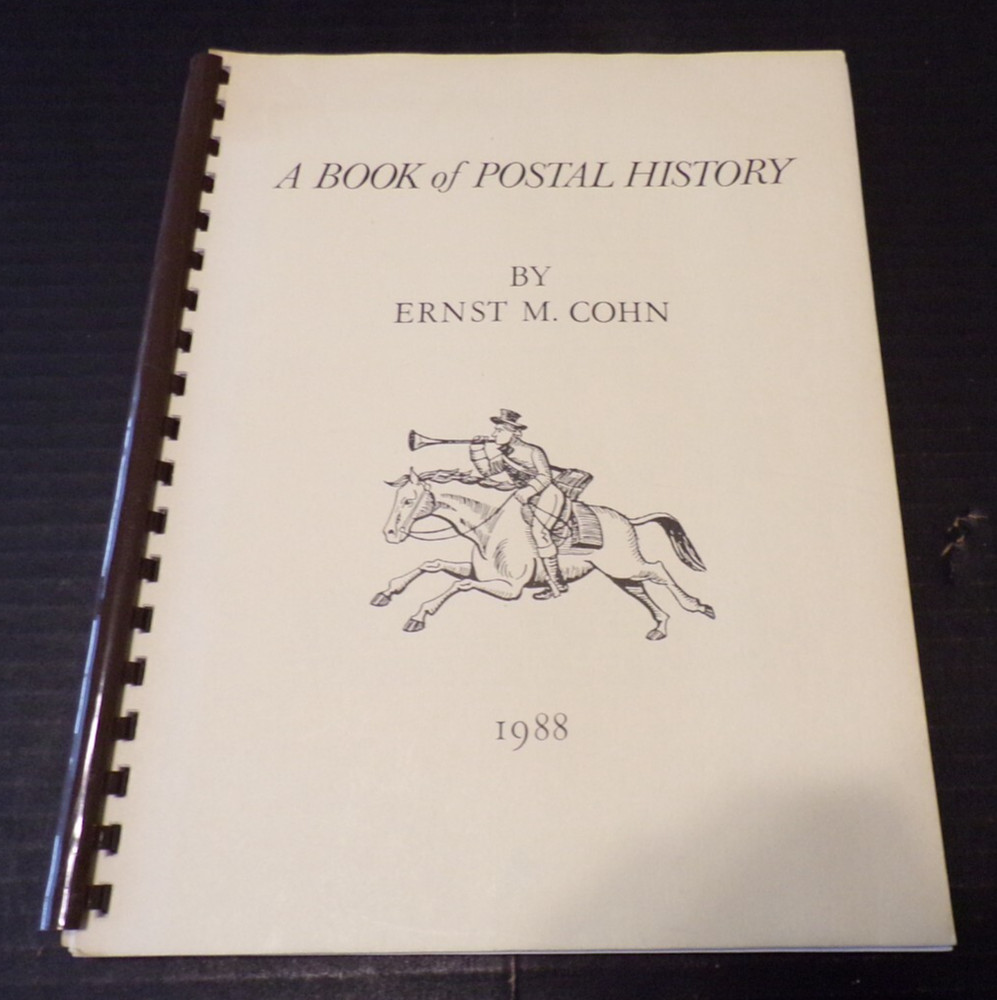 A BOOK of POSTAL HISTORY
BY
ERNST M. COHN
1988